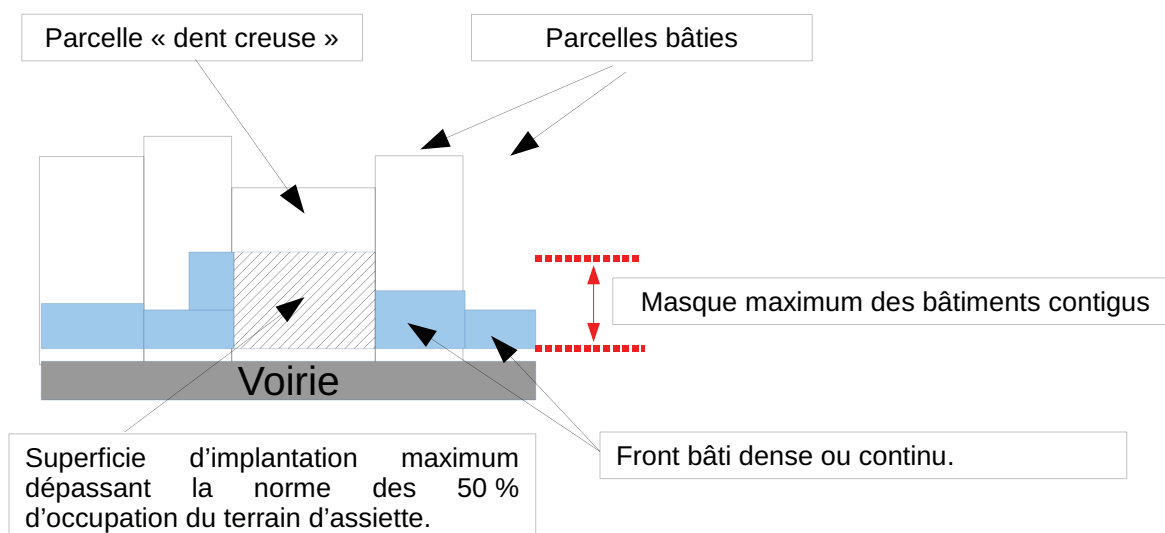 Parcelle « dent creuse »
Parcelles bâties
Masque maximum des bâtiments contigus
Voirie
Front bâti dense ou continu.
Superficie d'implantation maximum
dépassant la norme des 50 %
d'occupation du terrain d'assiette.